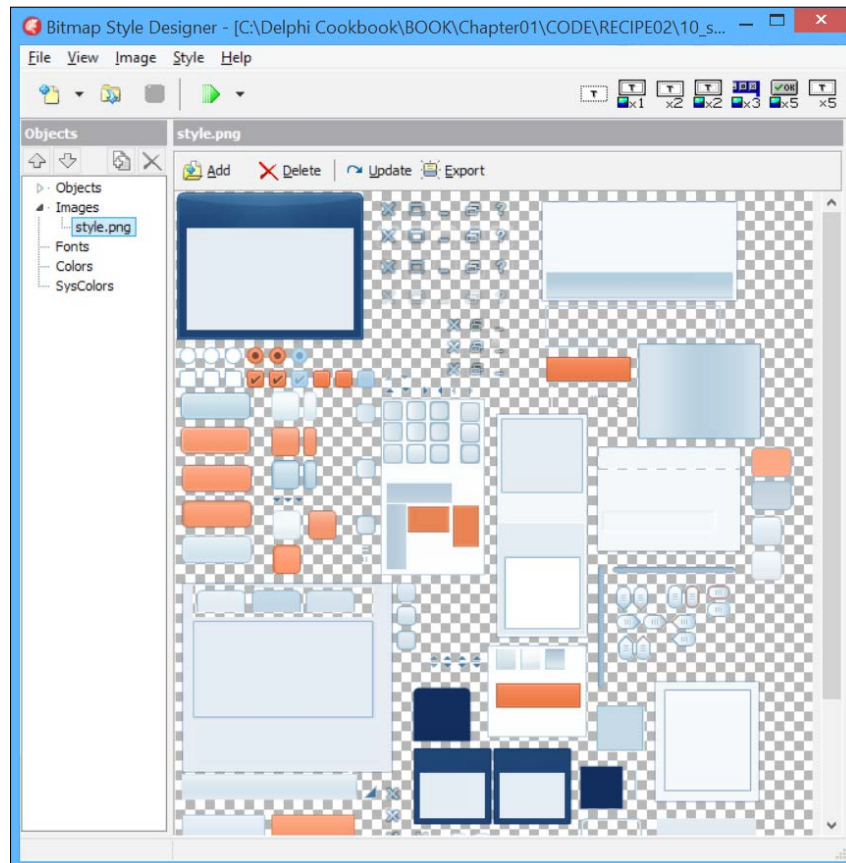 Bitmap Style Designer - [C:\Delphi Cookbook\BOOK\Chapter01\CODE\RECIPE02\10_s...
File View Image Style Help
T T x1 T x2 T x2 x3 OK x5 T x5
Objects style.png
Add Delete Update Export
Objects
Images
style.png
Fonts
Colors
SysColors